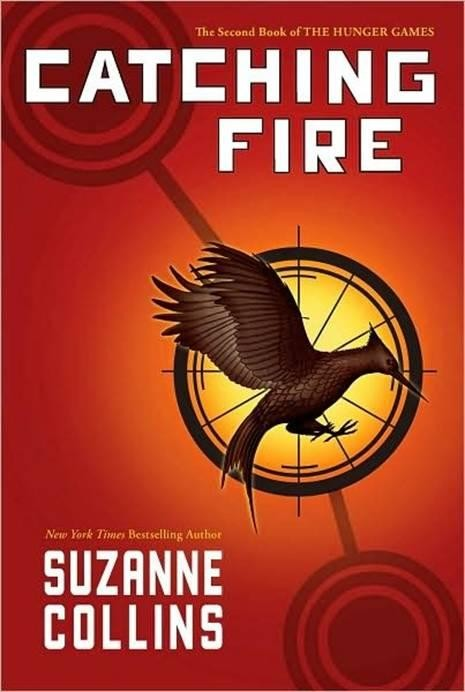 The Second Book of THE HUNGER GAMES
CATCHING
FIRE
New York Times Bestselling Author
SUZANNE
COLLINS